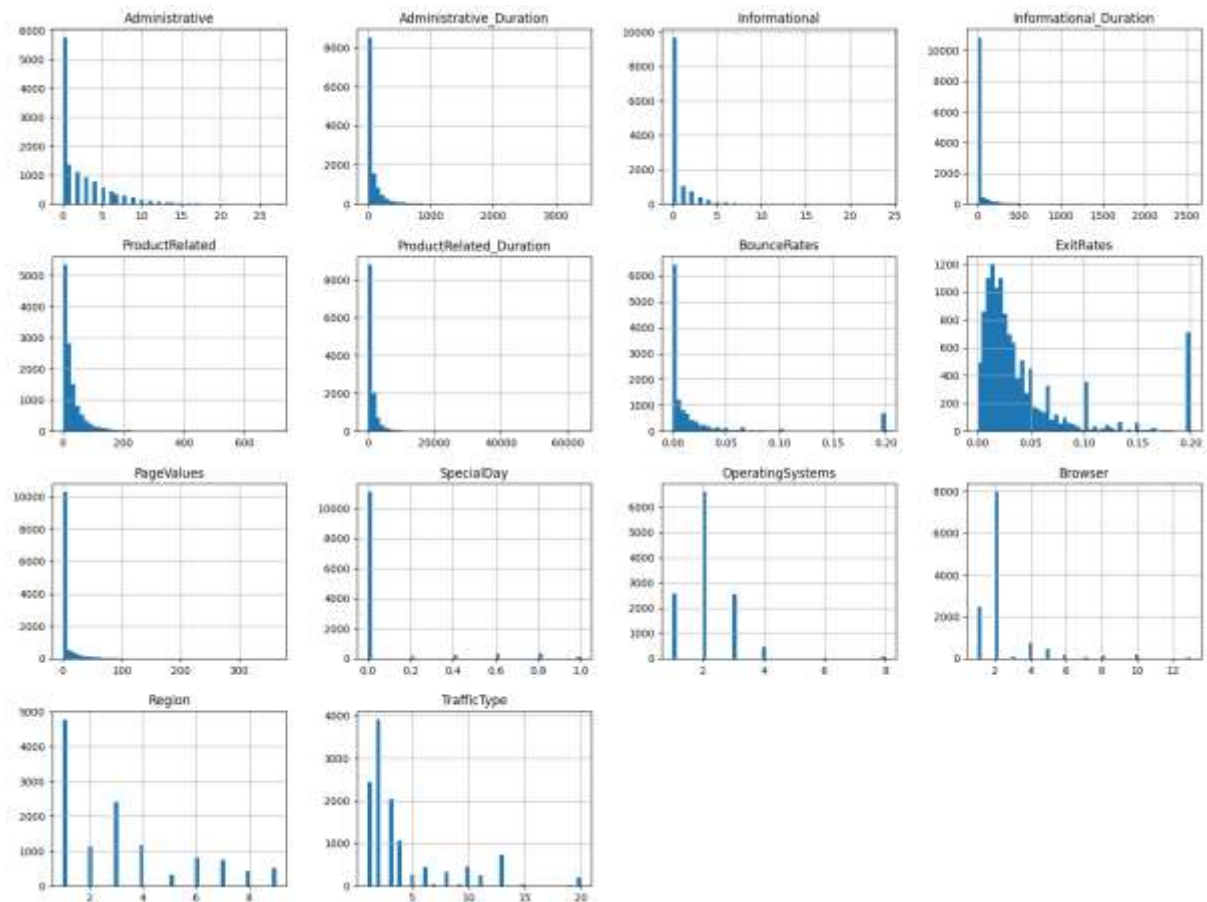 Administrative Administrative_Duration Informational Informational_Duration
6000 8000 10000 10000
5000 8000
4000 6000 8000
3000 4000 6000 6000
2000 4000 4000
1000 2000 2000 2000
0 0 0 0
0 5 10 15 20 25 0 1000 2000 3000 0 5 10 15 20 25 0 500 1000 1500 2000 2500
ProductRelated ProductRelated_Duration BounceRates ExitRates
5000 8000 6000 1200
4000 5000 1000
6000 4000 800
3000 4000 3000 600
2000 2000 400
1000 2000 1000 200
0 0 0 0
0 200 400 600 0 20000 40000 60000 0.00 0.05 0.10 0.15 0.20 0.00 0.05 0.10 0.15 0.20
PageValues SpecialDay OperatingSystems Browser
10000 10000 6000 8000
8000 8000 5000 6000
6000 6000 4000
4000 4000 3000 4000
2000 2000 2000 2000
1000
0 0 0 0
0 100 200 300 0.0 0.2 0.4 0.6 0.8 1.0 2 4 6 8 2 4 6 8 10 12
Region TrafficType
5000 4000
4000 3000
3000 2000
2000 1000
1000
0 0
2 4 6 8 5 10 15 20